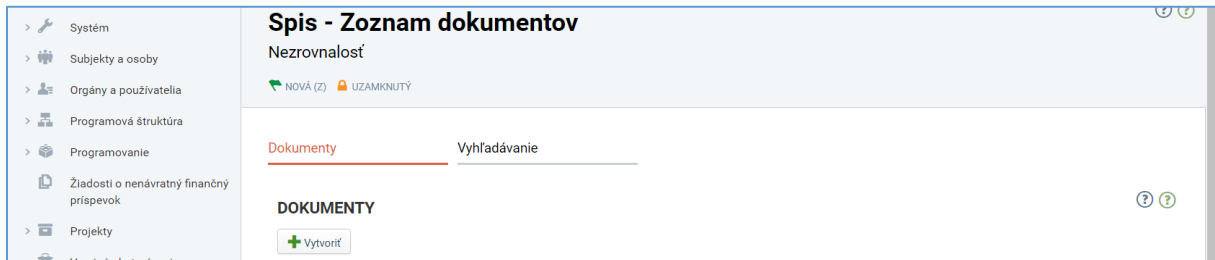 Systém
Subjekty a osoby
Orgány a používatelia
Programová štruktúra
Programovanie
Žiadosti o nenávratný finančný
príspevok
Projekty
Spis - Zoznam dokumentov
Nezrovnalosť
NOVÁ (Z) UZAMKNUTÝ
Dokumenty Vyhľadávanie
DOKUMENTY
Vytvoriť